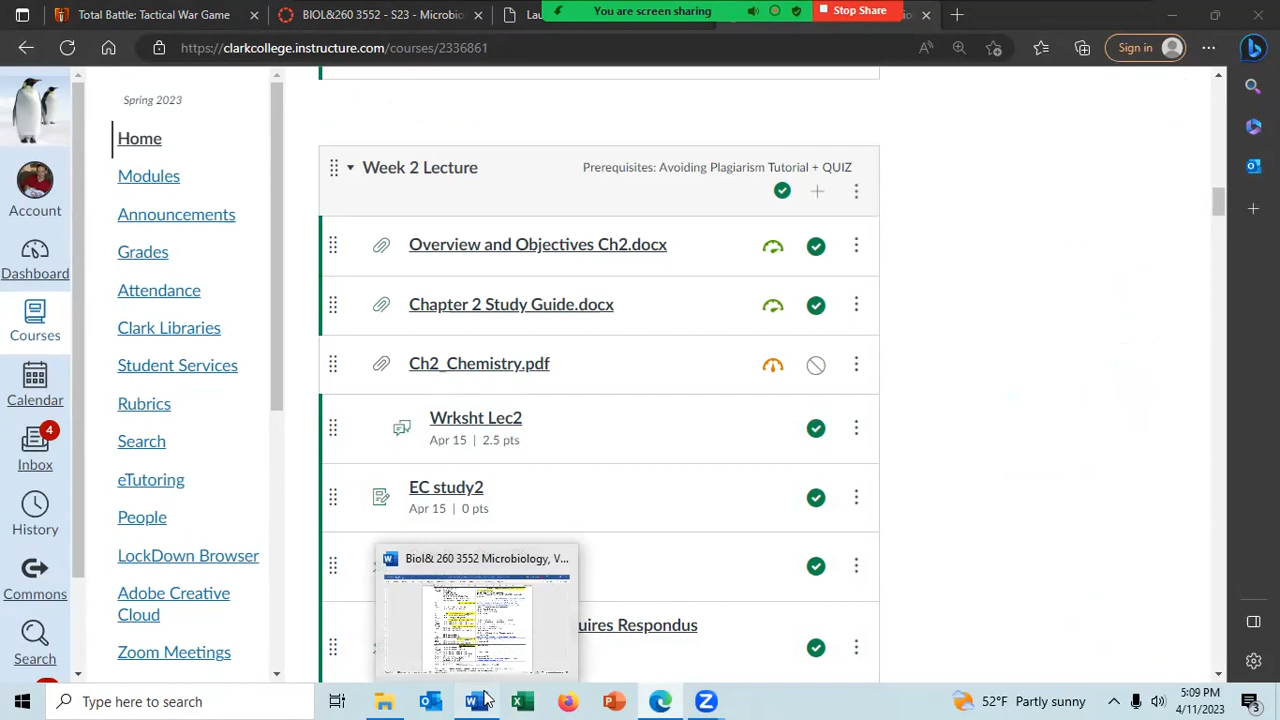 Total Battle: Tactical War Game
BIOL&260 3552 - S23 - Microbio
You are screen sharing
Stop Share
https://clarkcollege.instructure.com/courses/2336861
Sign in
Spring 2023
Home
Modules
Announcements
Grades
Attendance
Clark Libraries
Student Services
Rubrics
Search
eTutoring
People
LockDown Browser
Adobe Creative
Cloud
Zoom Meetings
Account
Dashboard
Courses
Calendar
4
Inbox
History
Commons
Search
Week 2 Lecture
Prerequisites: Avoiding Plagiarism Tutorial + QUIZ
Overview and Objectives Ch2.docx
Chapter 2 Study Guide.docx
Ch2_Chemistry.pdf
Wrksht Lec2
Apr 15 | 2.5 pts
EC study2
Apr 15 | 0 pts
Biol& 260 3552 Microbiology, V...
uires Respondus
Type here to search
52°F Partly sunny
5:09 PM
4/11/2023
3